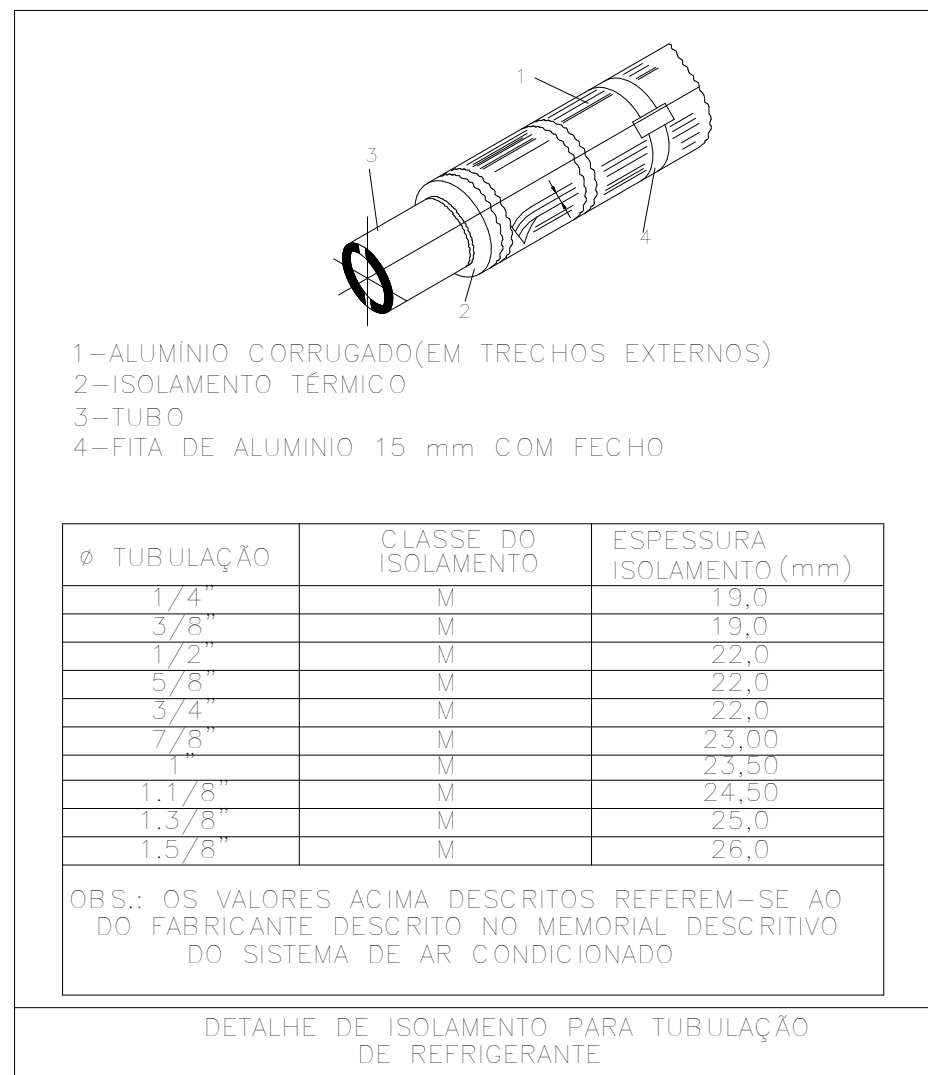 1
3
4
2
1-ALUMÍNIO CORRUGADO(EM TRECHOS EXTERNOS)
2-ISOLAMENTO TÉRMICO
3-TUBO
4-FITA DE ALUMINIO 15 mm COM FECHO
ø TUBULAÇÃO CLASSE DO ISOLAMENTO ESPESSURA ISOLAMENTO (mm)
1/4" M 19,0
3/8" M 19,0
1/2" M 22,0
5/8" M 22,0
3/4" M 22,0
7/8" M 23,00
1" M 23,50
1.1/8" M 24,50
1.3/8" M 25,0
1.5/8" M 26,0
OBS.: OS VALORES ACIMA DESCRITOS REFEREM-SE AO
DO FABRICANTE DESCRITO NO MEMORIAL DESCRITIVO
DO SISTEMA DE AR CONDICIONADO
DETALHE DE ISOLAMENTO PARA TUBULAÇÃO
DE REFRIGERANTE